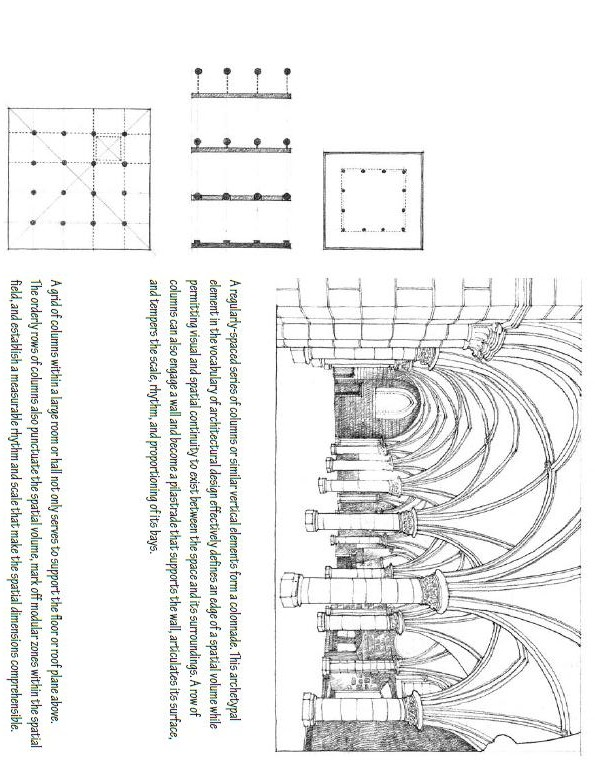 A regularly-spaced series of columns or similar vertical elements form a colonnade. This archetypal
element in the vocabulary of architectural design effectively defines an edge of a spatial volume while
permitting visual and spatial continuity to exist between the space and its surroundings. A row of
columns can also engage a wall and become a pilastrade that supports the wall, articulates its surface,
and tempers the scale, rhythm, and proportioning of its bays.
A grid of columns within a large room or hall not only serves to support the floor or roof plane above.
The orderly rows of columns also punctuate the spatial volume, mark off modular zones within the spatial
field, and establish a measurable rhythm and scale that make the spatial dimensions comprehensible.